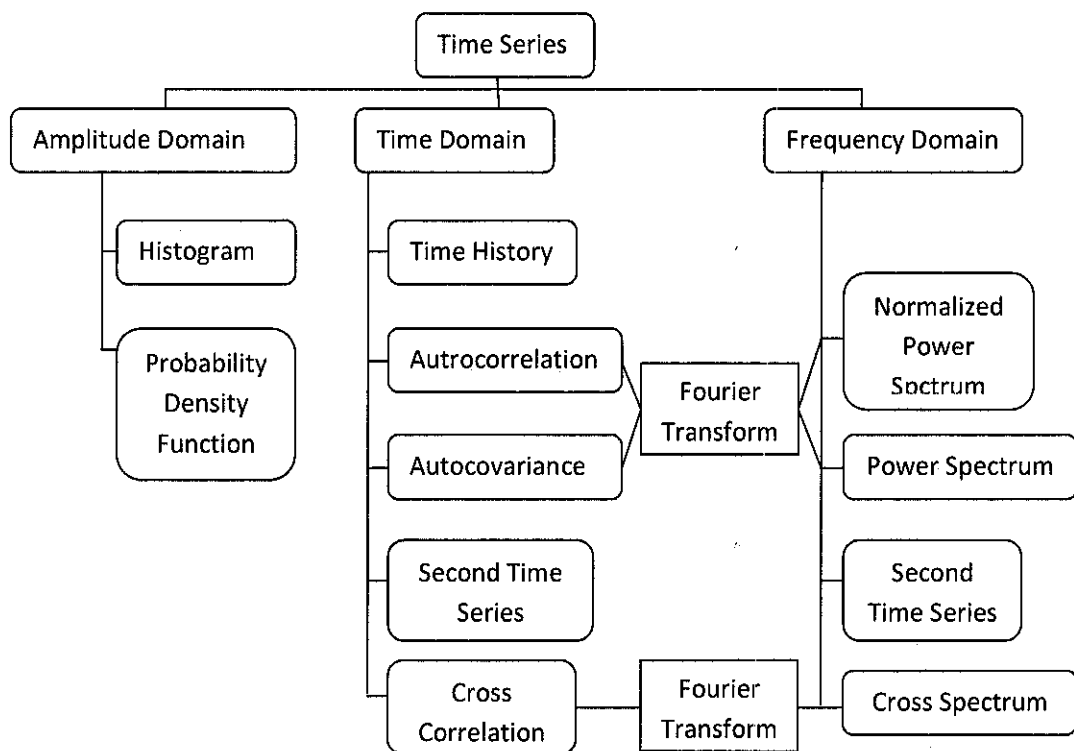 Time Series
Amplitude Domain
Time Domain
Frequency Domain
Histogram
Probability
Density
Function
Time History
Autrocorrelation
Autocovariance
Second Time
Series
Cross
Correlation
Fourier
Transform
Fourier
Transform
Normalized
Power
Spctrum
Power Spectrum
Second
Time Series
Cross Spectrum